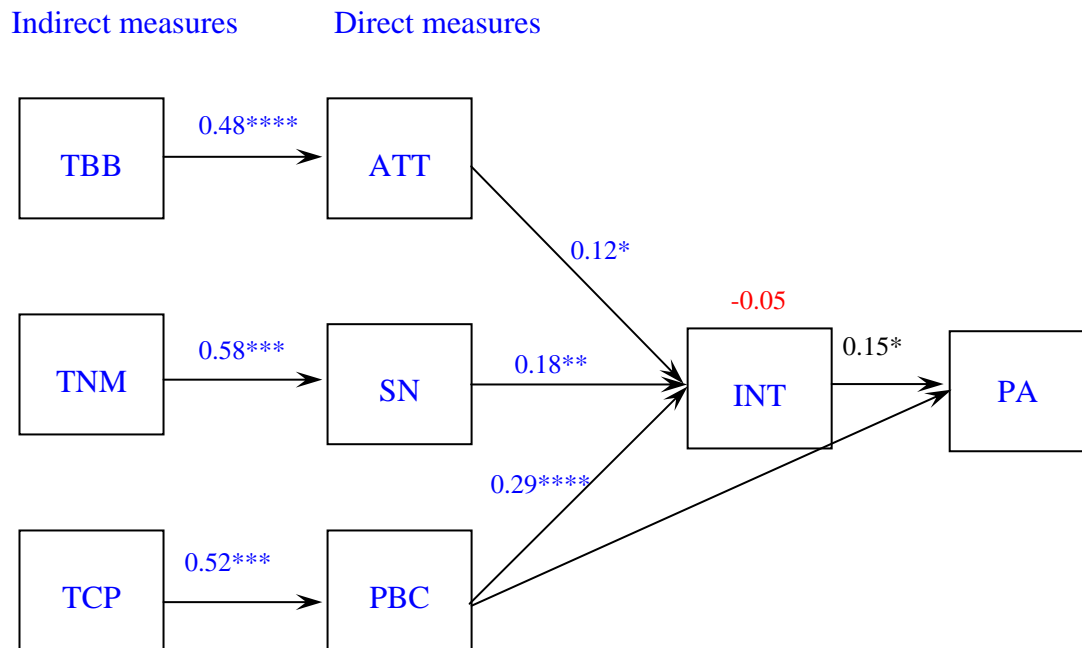 Indirect measures
Direct measures
0.48****
TBB
ATT
0.12*
-0.05
0.58***
0.18**
0.15*
TNM
SN
INT
PA
0.29****
0.52***
TCP
PBC